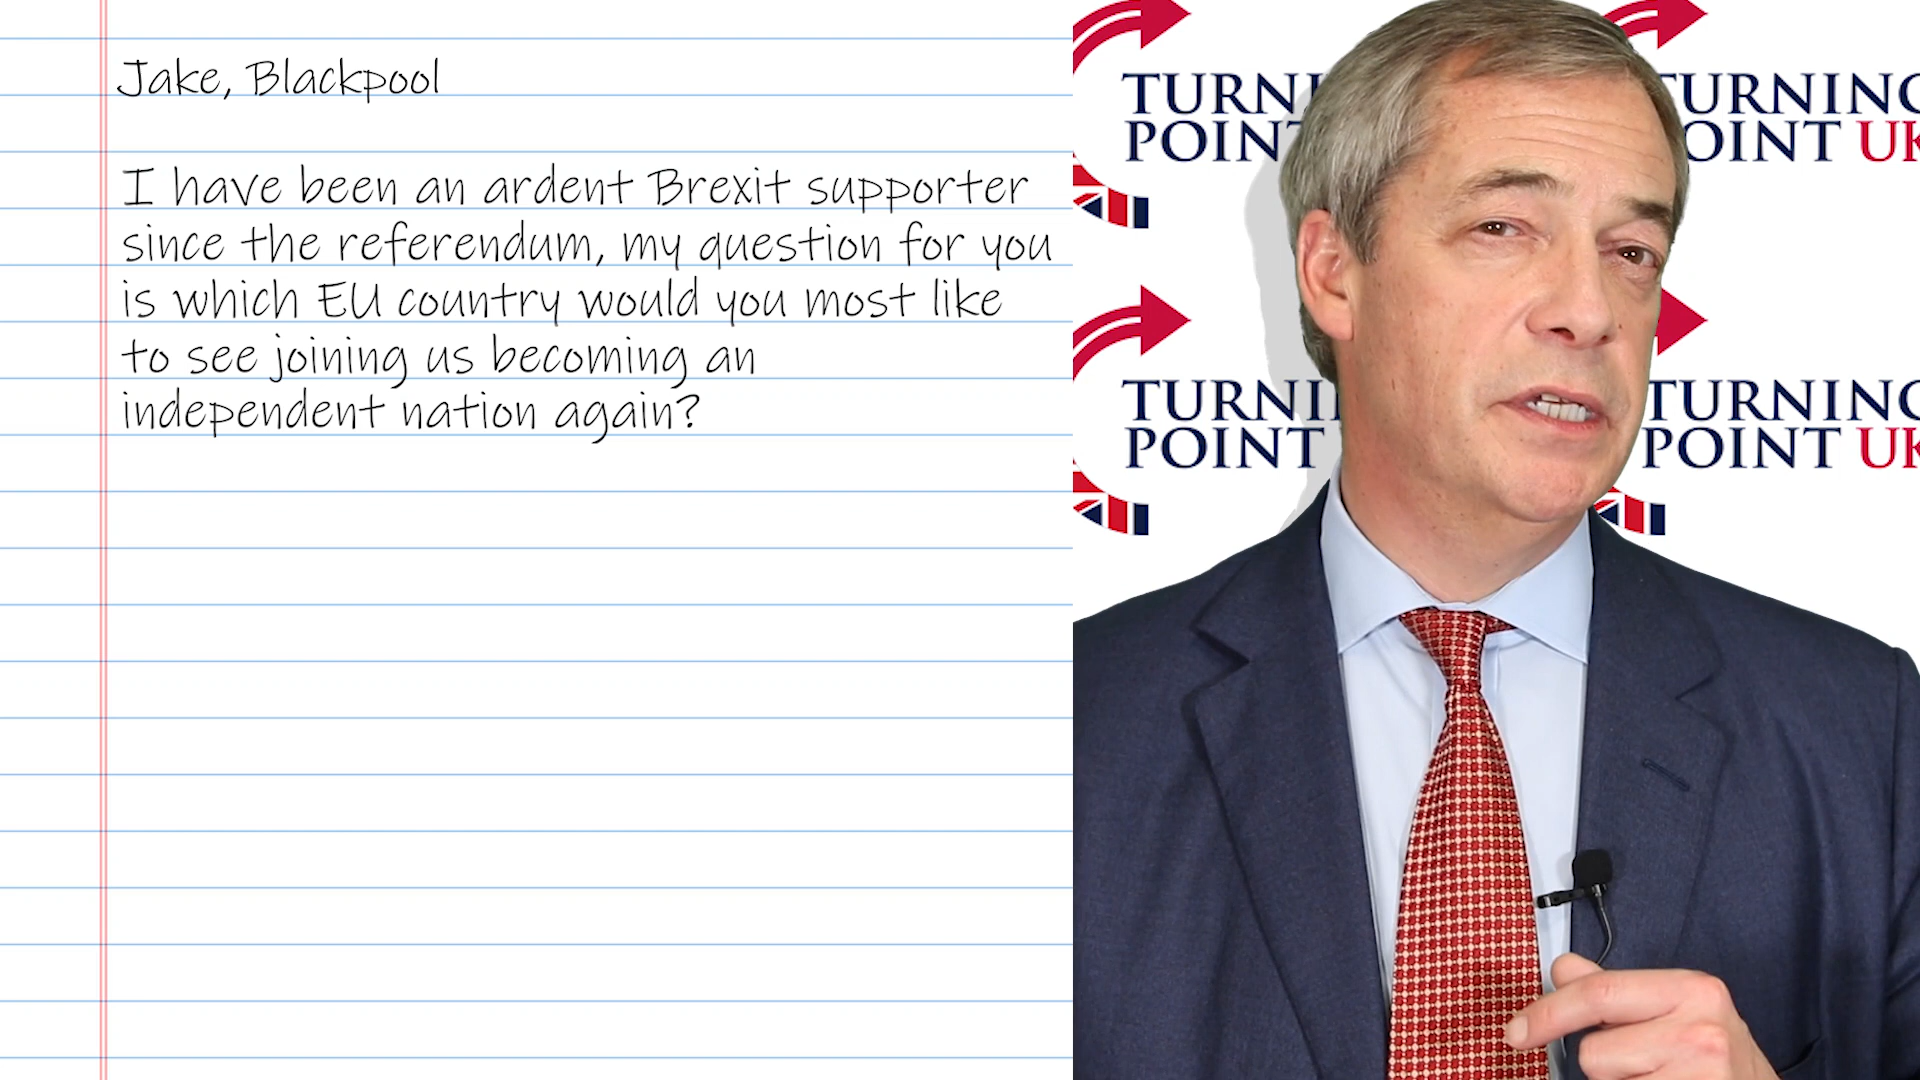 Jake, Blackpool
I have been an ardent Brexit supporter
since the referendum, my question for you
is which EU country would you most like
to see joining us becoming an
independent nation again?
TURNI
POINT
TURNING
POINT UK
TURNI
POINT
TURNING
POINT UK